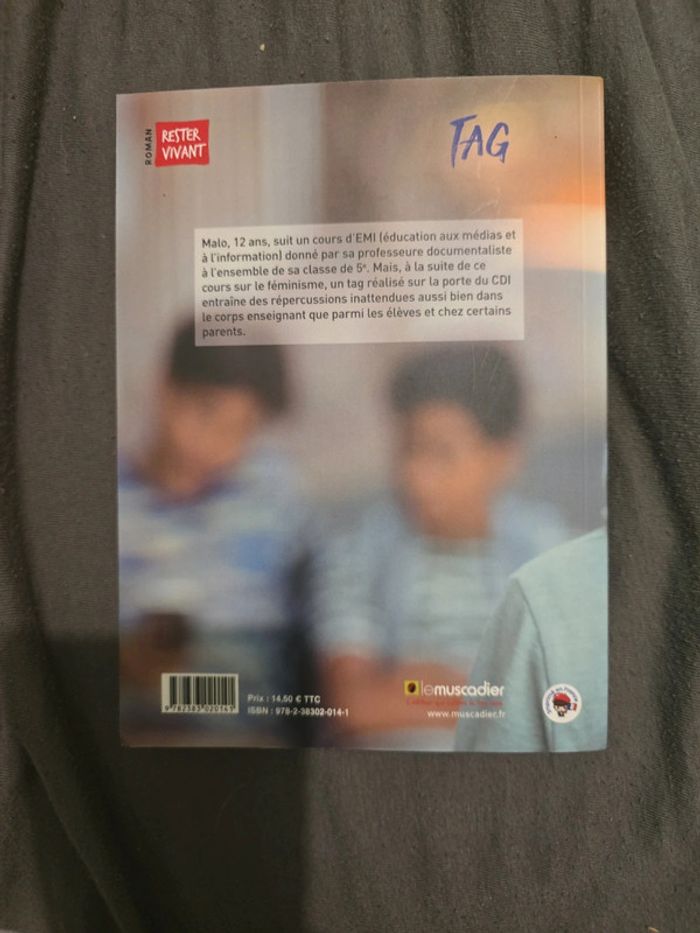 ROMAN
RESTER
VIVANT
TAG
Malo, 12 ans, suit un cours d'EMI (éducation aux médias et
à l'information) donné par sa professeure documentaliste
à l'ensemble de sa classe de 5e. Mais, à la suite de ce
cours sur le féminisme, un tag réalisé sur la porte du CDI
entraîne des répercussions inattendues aussi bien dans
le corps enseignant que parmi les élèves et chez certains
parents.
9782383020141
Prix : 14,50 € TTC
ISBN : 978-2-38302-014-1
lemuscadier
www.muscadier.fr